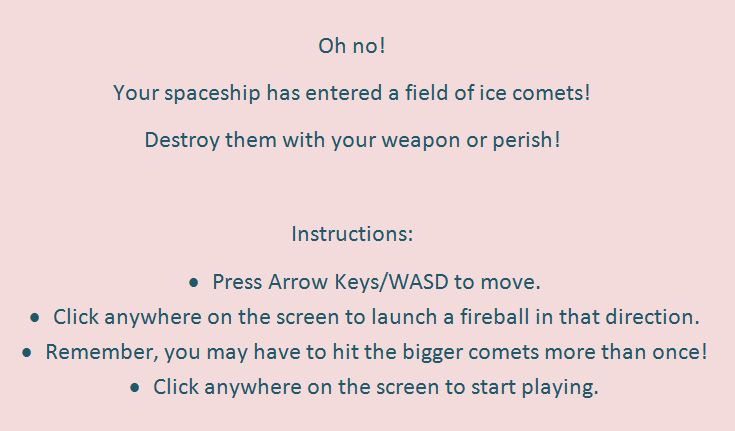 Oh no!
Your spaceship has entered a field of ice comets!
Destroy them with your weapon or perish!
Instructions:
• Press Arrow Keys/WASD to move.
• Click anywhere on the screen to launch a fireball in that direction.
• Remember, you may have to hit the bigger comets more than once!
• Click anywhere on the screen to start playing.